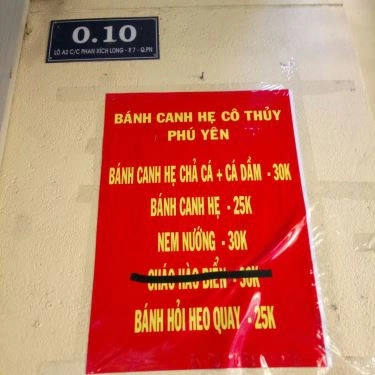 0.10
LÔ A2 C/C PHAN XÍCH LONG - P.7 - Q.PN
BÁNH CANH HẸ CÔ THỦY
PHÚ YÊN
BÁNH CANH HẸ CHẢ CÁ + CÁ DẦM - 30K
BÁNH CANH HẸ - 25K
NEM NƯỚNG - 30K
CHÁO HÀO BIỂN - 30K
BÁNH HỎI HEO QUAY - 25K